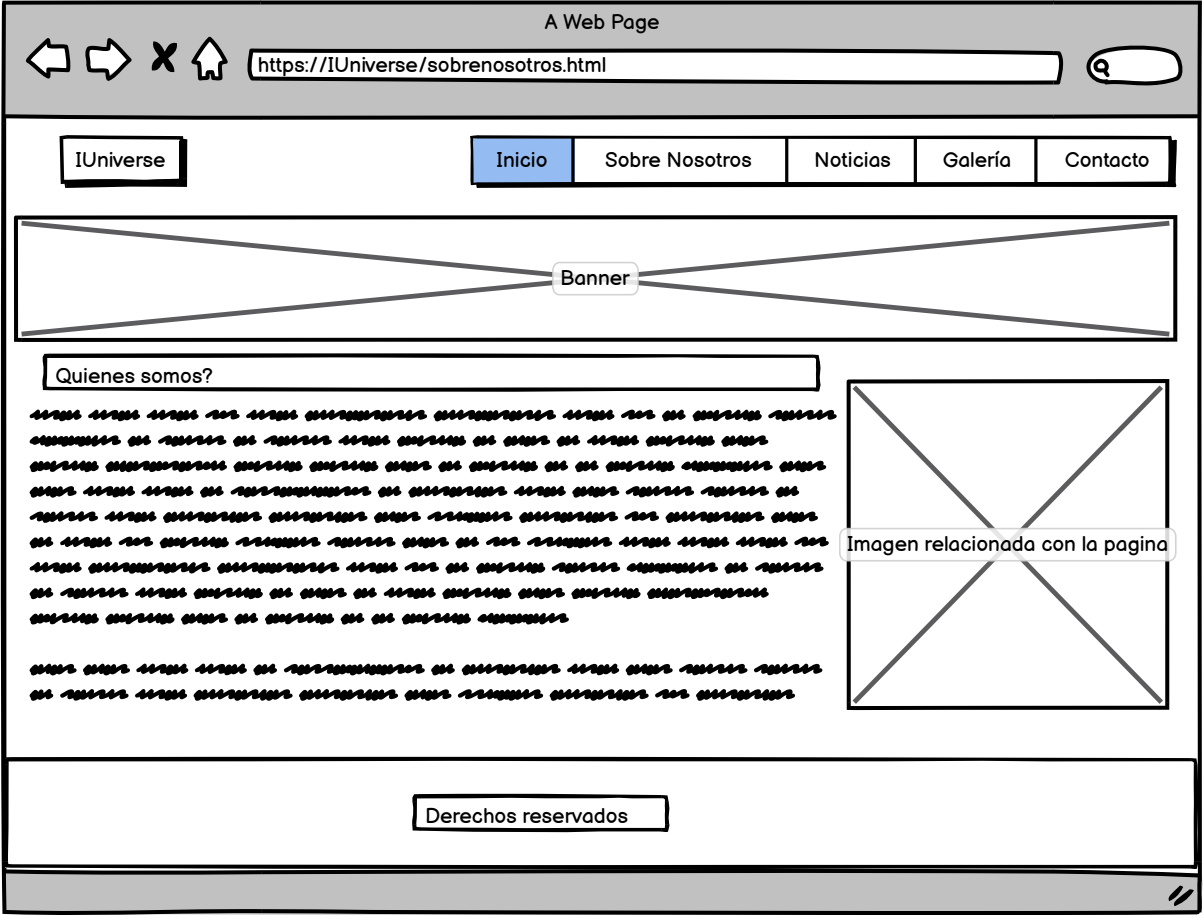 A Web Page
https://IUniverse/sobrenosotros.html
IUniverse
Inicio
Sobre Nosotros
Noticias
Galería
Contacto
Banner
Quienes somos?
Imagen relacionada con la pagina
Derechos reservados